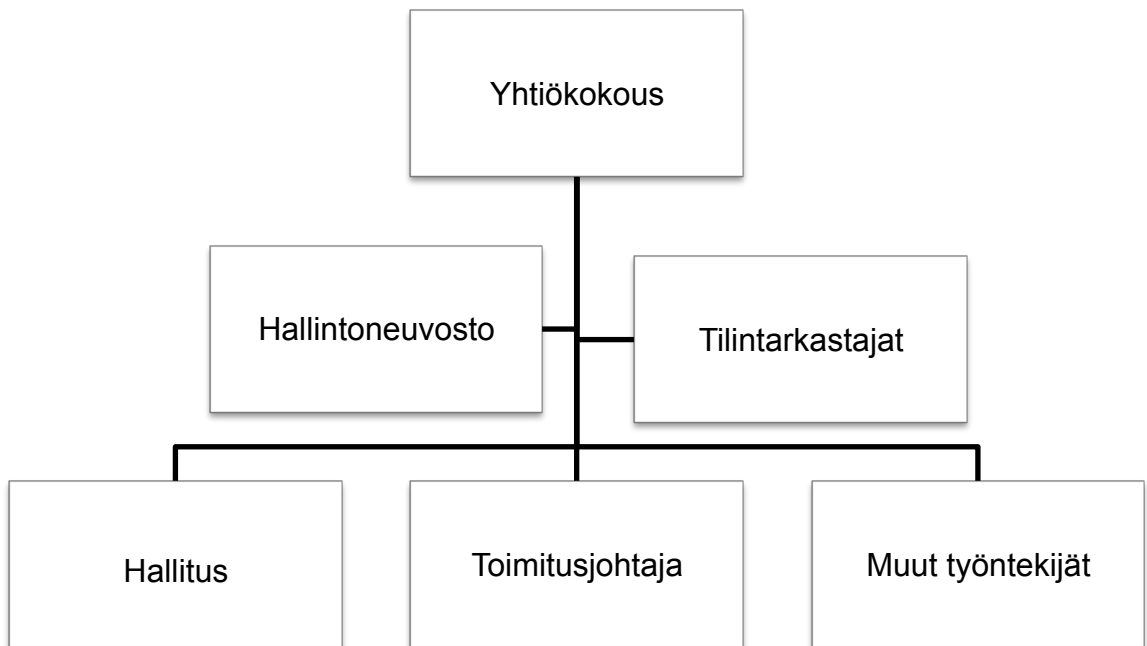 Yhtiökokous
Hallintoneuvosto
Tilintarkastajat
Hallitus
Toimitusjohtaja
Muut työntekijät